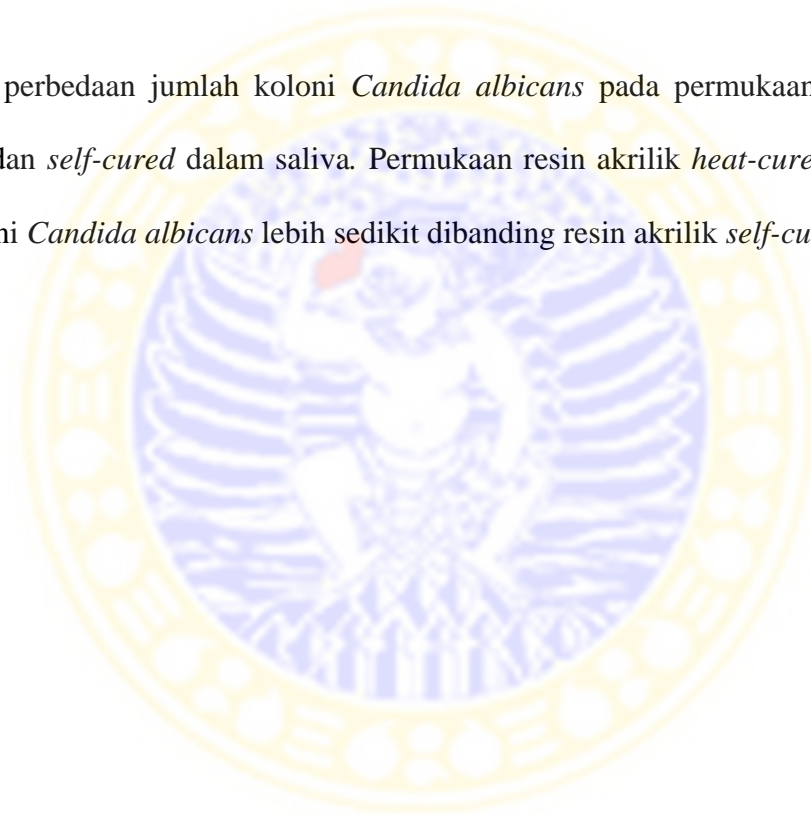 perbedaan jumlah koloni Candida albicans pada permukaan
dan self-cured dalam saliva. Permukaan resin akrilik heat-cure
ni Candida albicans lebih sedikit dibanding resin akrilik self-cu